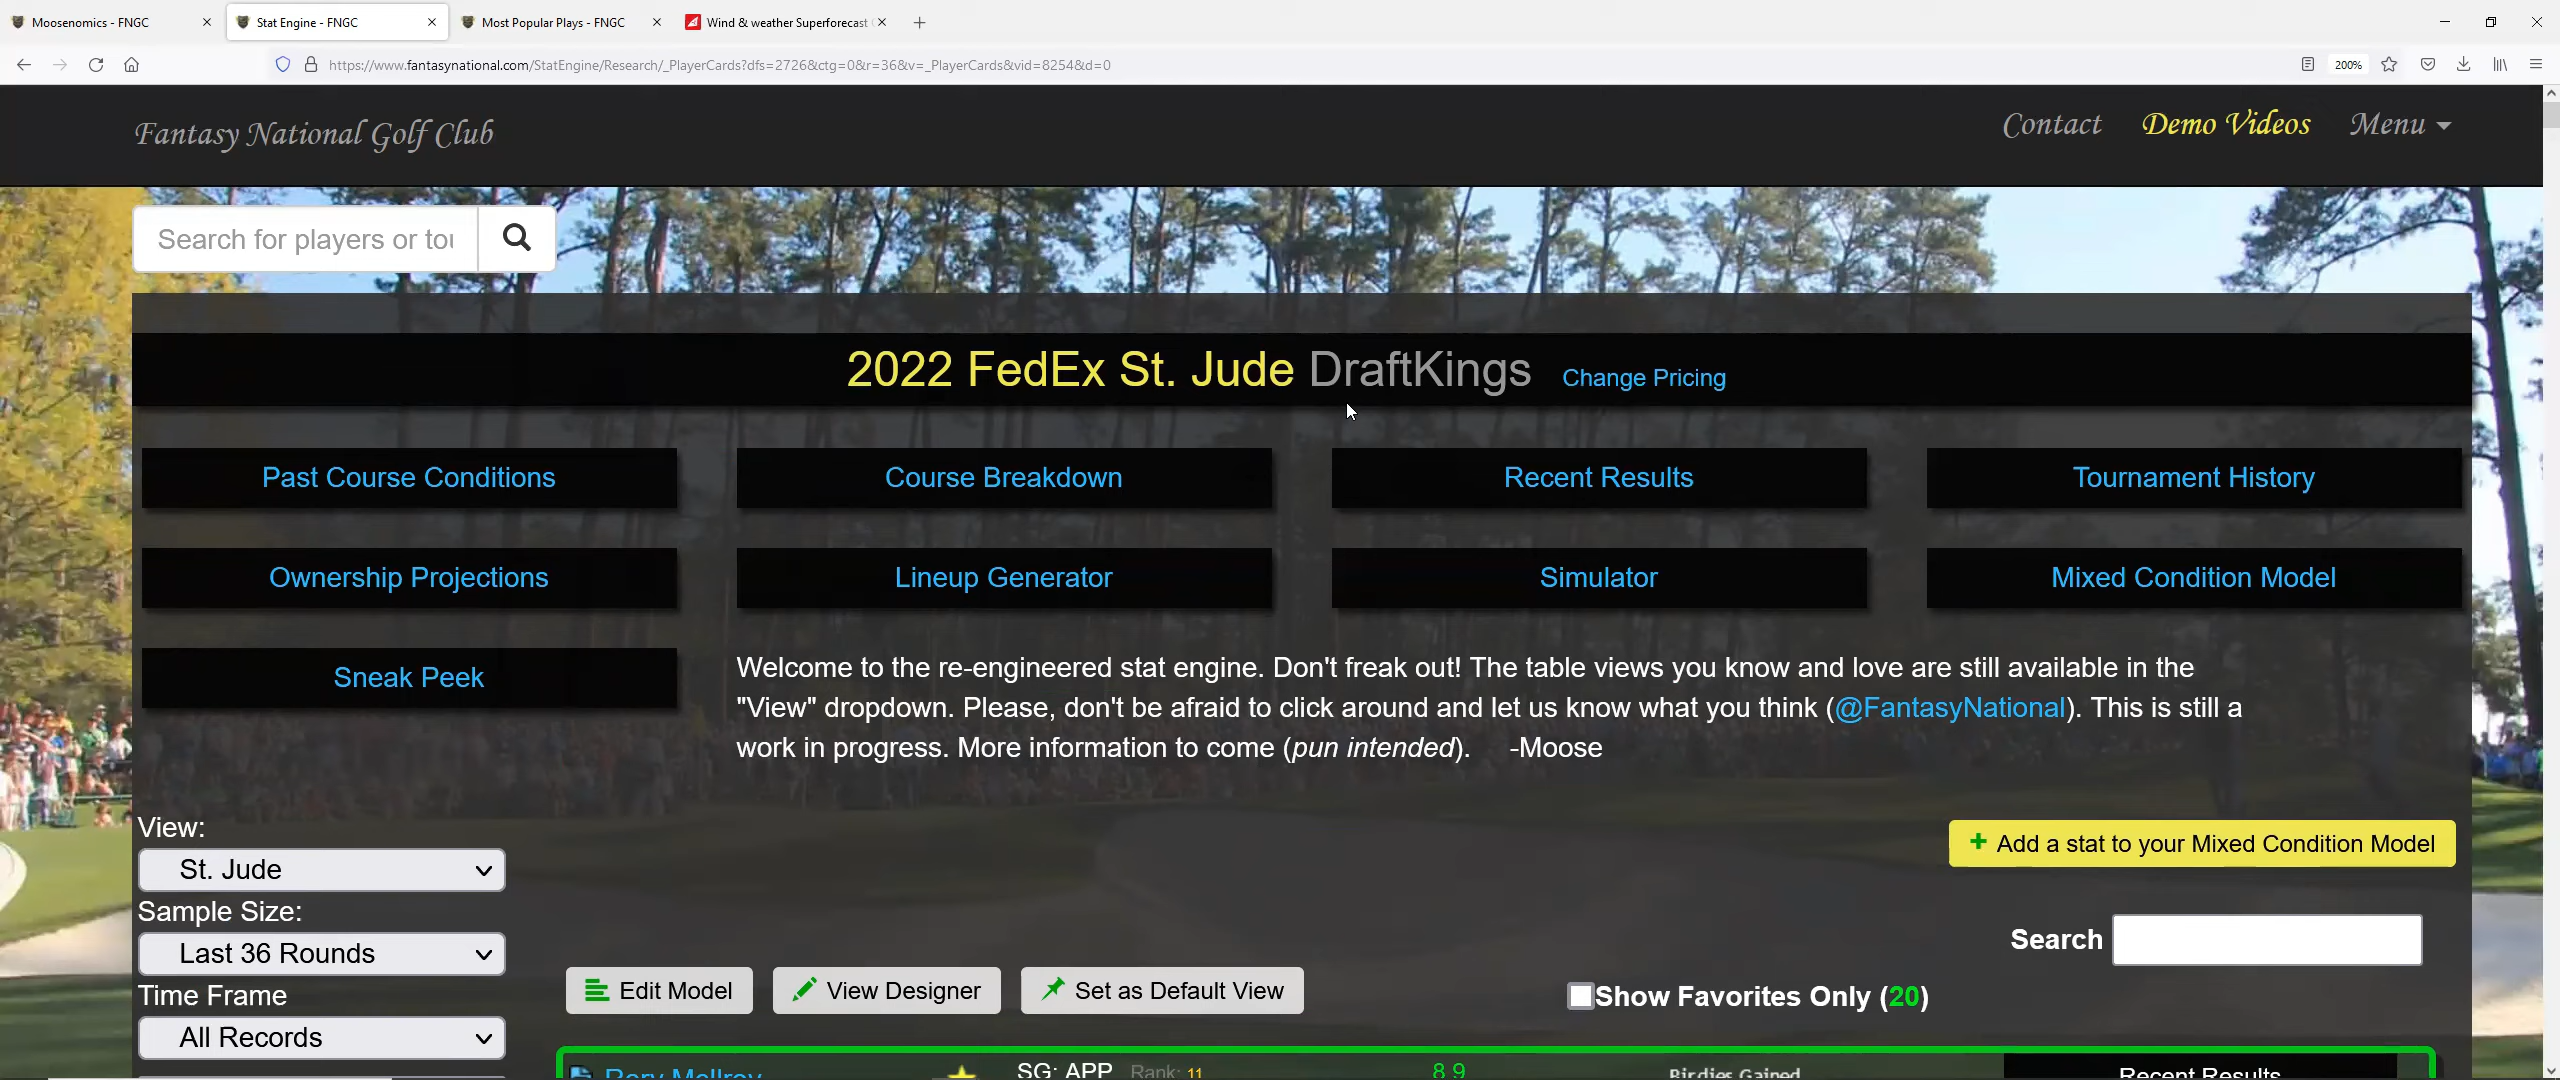 Moosenomics - FNGC
Stat Engine - FNGC
Most Popular Plays - FNGC
Wind & weather Superforecast
https://www.fantasynational.com/StatEngine/Research/_PlayerCards?dfs=2726&ctg=0&r=36&v=_PlayerCards&vid=8254&d=0
200%
Fantasy National Golf Club
Contact
Demo Videos
Menu
Search for players or tou
2022 FedEx St. Jude DraftKings Change Pricing
Past Course Conditions
Course Breakdown
Recent Results
Tournament History
Ownership Projections
Lineup Generator
Simulator
Mixed Condition Model
Sneak Peek
Welcome to the re-engineered stat engine. Don't freak out! The table views you know and love are still available in the
"View" dropdown. Please, don't be afraid to click around and let us know what you think (@FantasyNational). This is still a
work in progress. More information to come (pun intended). -Moose
View:
St. Jude
+ Add a stat to your Mixed Condition Model
Sample Size:
Last 36 Rounds
Search
Time Frame
All Records
Edit Model
View Designer
Set as Default View
Show Favorites Only (20)
Rory McIlroy
SG: APP Rank: 11
8.9
Birdies Gained
Recent Results